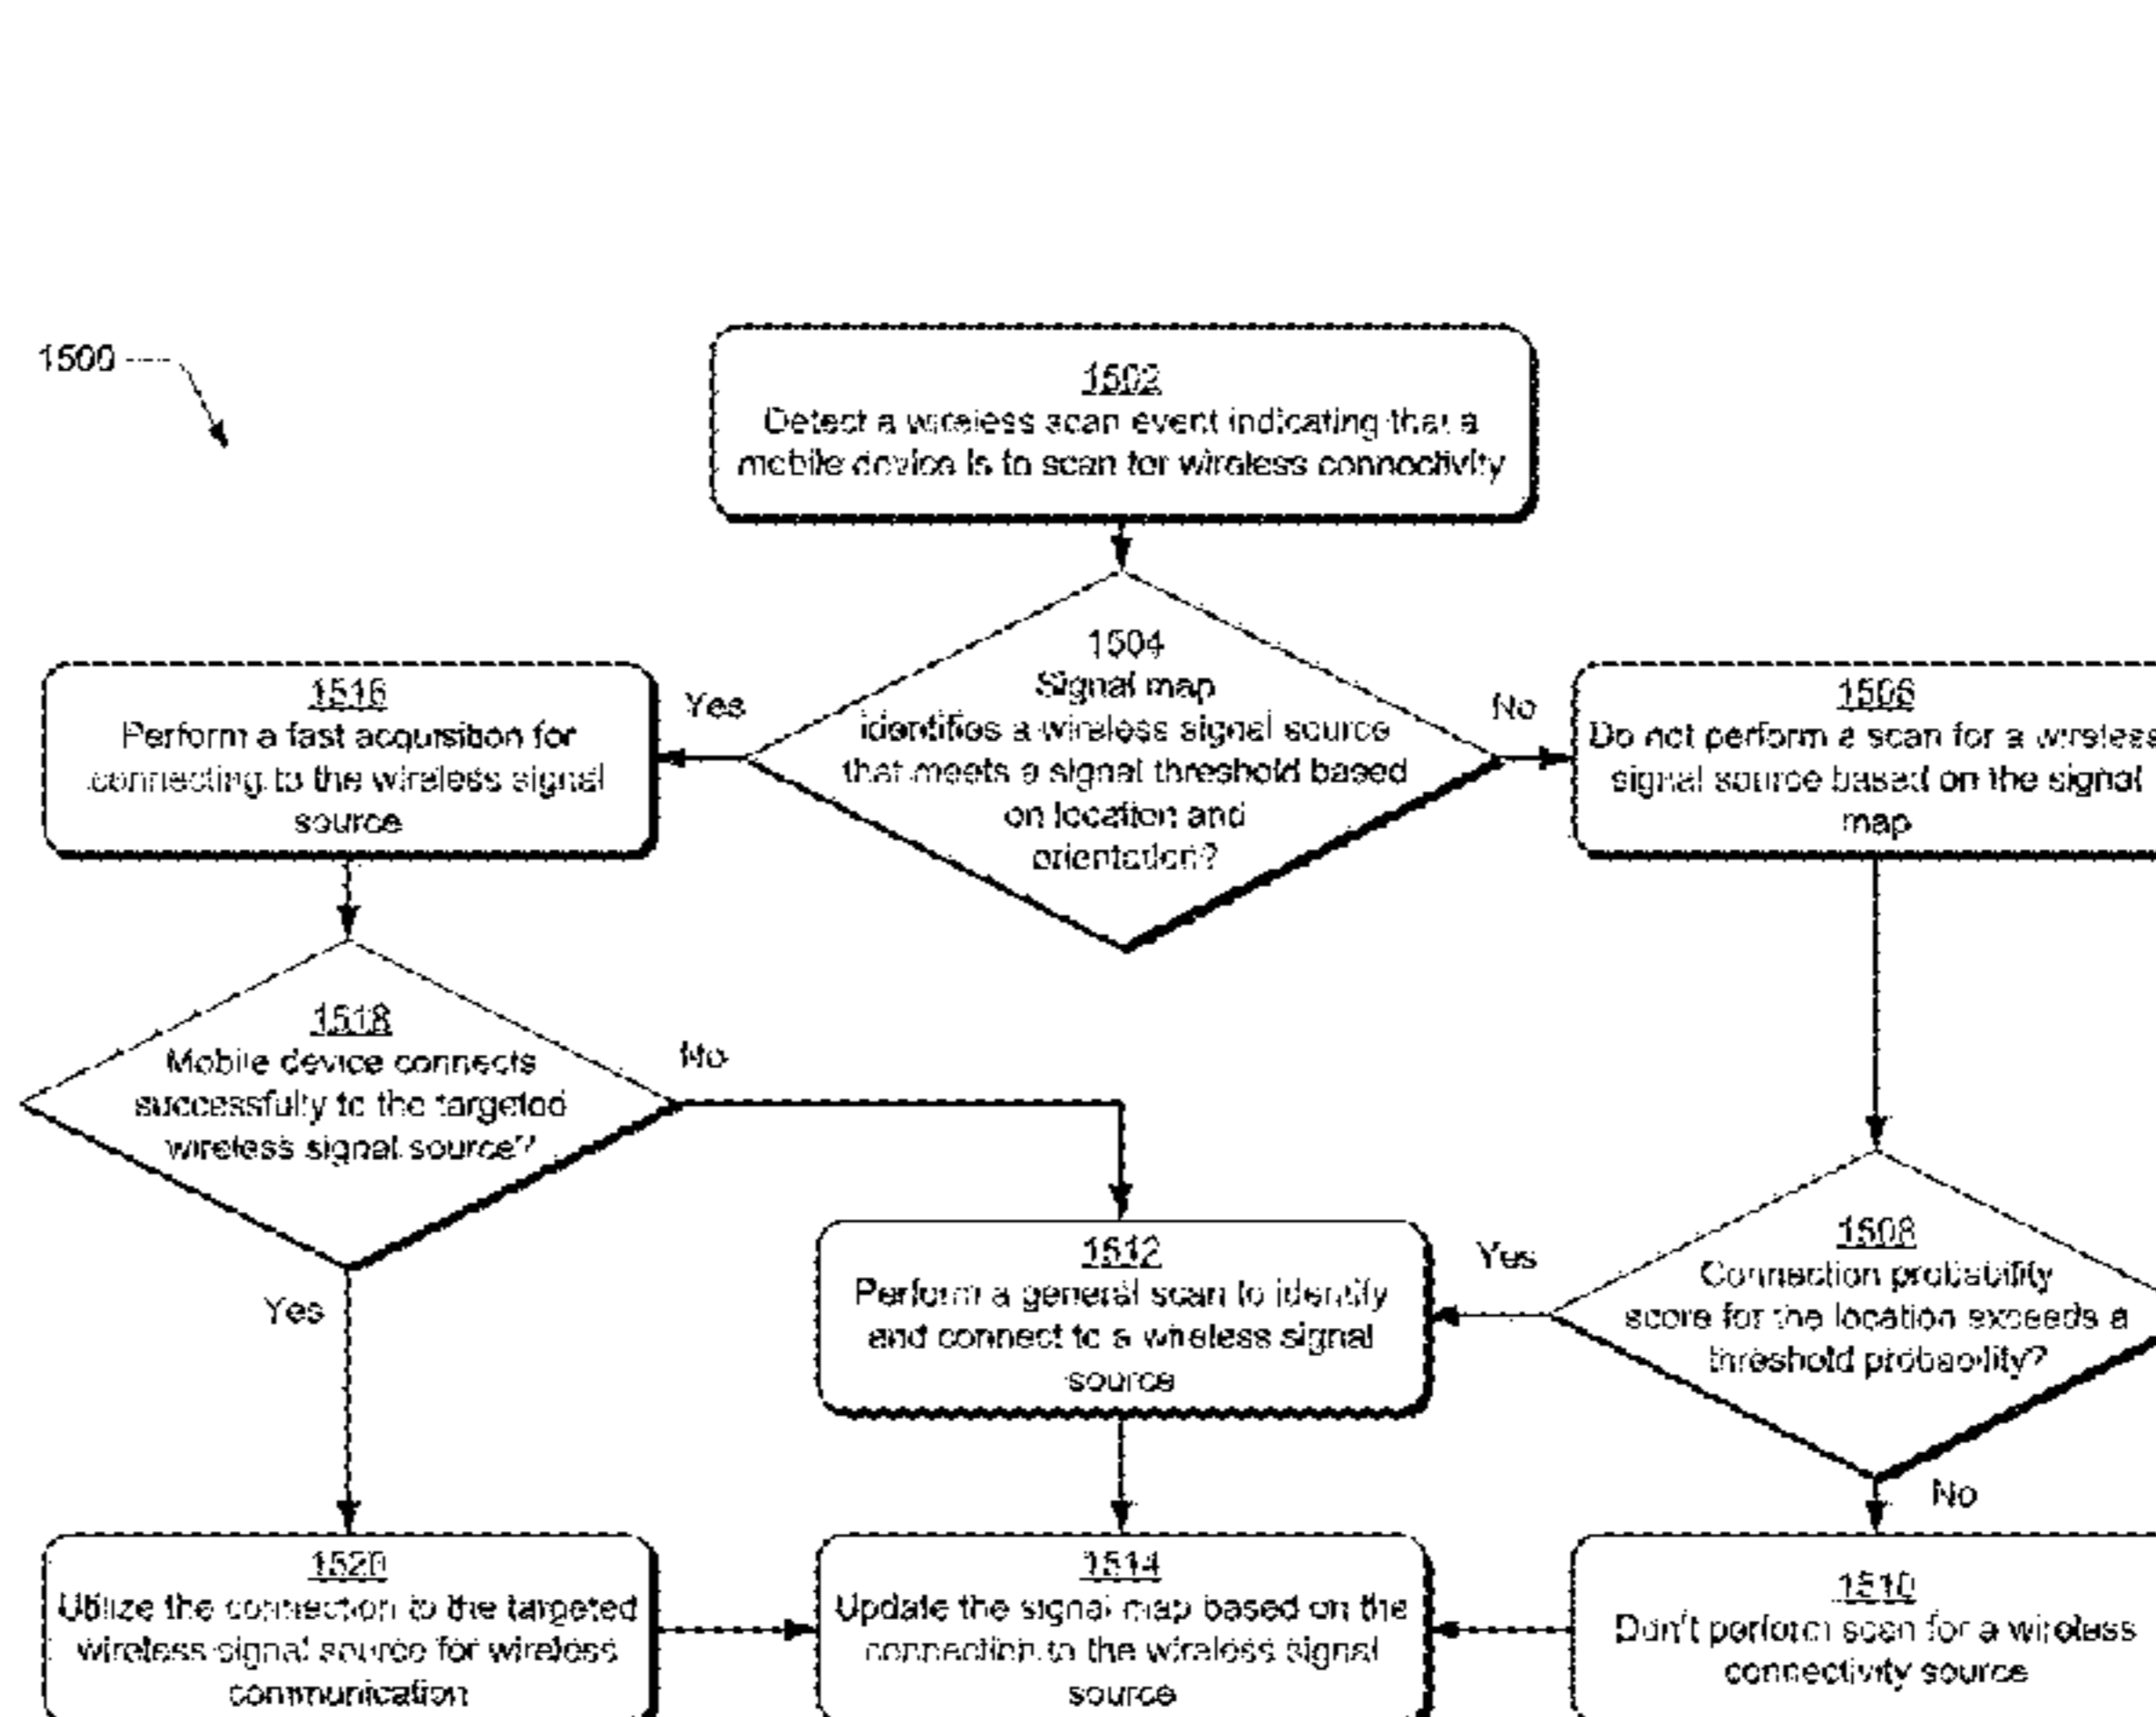 1500
1502
Detect a wireless scan event indicating that a
mobile device is to scan for wireless connectivity
1504
Signal map
identifies a wireless signal source
that meets a signal threshold based
on location and
orientation?
Yes
No
1516
Perform a fast acquisition for
connecting to the wireless signal
source
1506
Do not perform a scan for a wireless
signal source based on the signal
map
1518
Mobile device connects
successfully to the targeted
wireless signal source?
No
Yes
1512
Perform a general scan to identify
and connect to a wireless signal
source
Yes
1508
Connection probability
score for the location exceeds a
threshold probability?
No
1520
Utilize the connection to the targeted
wireless signal source for wireless
communication
1514
Update the signal map based on the
connection to the wireless signal
source
1510
Don't perform scan for a wireless
connectivity source